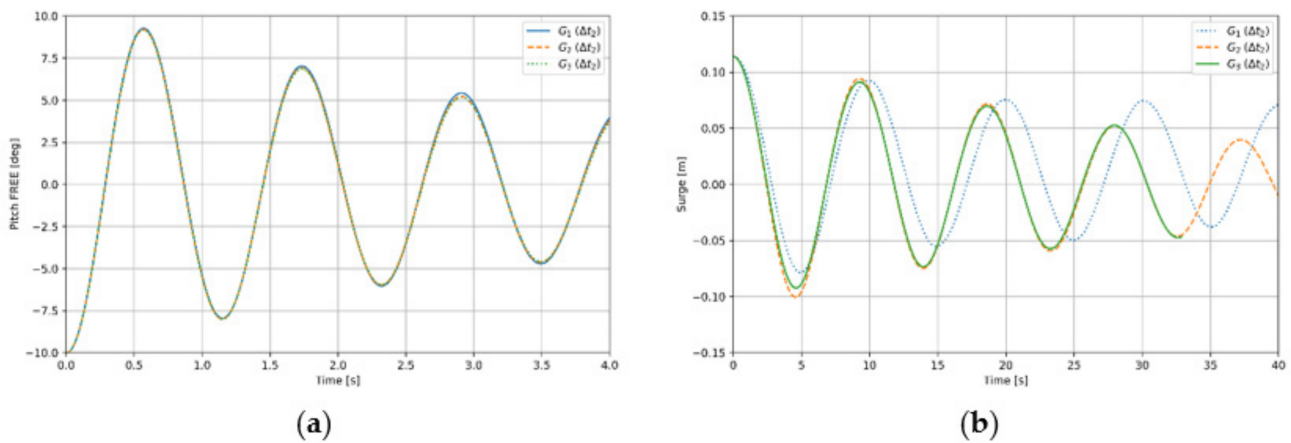 10.0
7.5
5.0
2.5
0.0
−2.5
−5.0
−7.5
−10.0
Pitch FREE [deg]
G₁ (Δt₂)
G₂ (Δt₂)
G₃ (Δt₂)
0.0 0.5 1.0 1.5 2.0 2.5 3.0 3.5 4.0
Time [s]
(a)
0.15
0.10
0.05
0.00
−0.05
−0.10
−0.15
Surge [m]
G₁ (Δt₂)
G₂ (Δt₂)
G₃ (Δt₂)
0 5 10 15 20 25 30 35 40
Time [s]
(b)